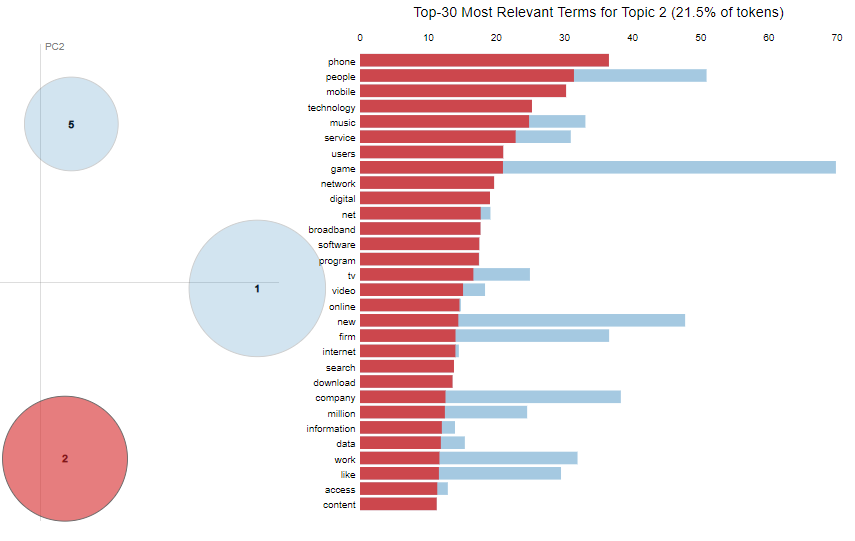 Top-30 Most Relevant Terms for Topic 2 (21.5% of tokens)
0 10 20 30 40 50 60 70
PC2
5
1
2
phone
people
mobile
technology
music
service
users
game
network
digital
net
broadband
software
program
tv
video
online
new
firm
internet
search
download
company
million
information
data
work
like
access
content